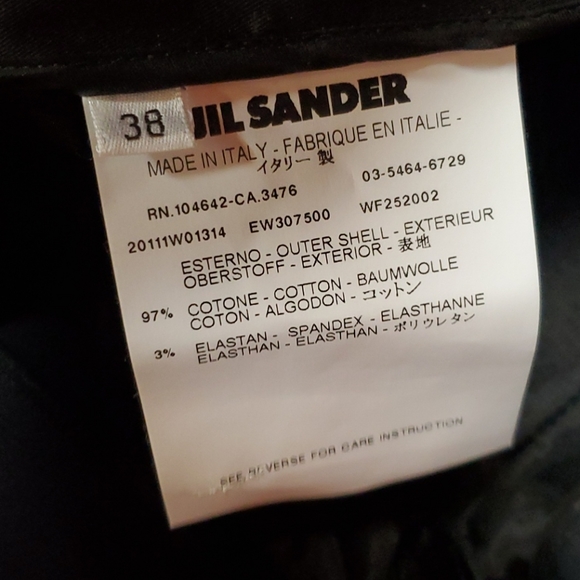 38
JIL SANDER
MADE IN ITALY - FABRIQUE EN ITALIE -
イタリー 製
RN.104642-CA.3476 03-5464-6729
20111W01314 EW307500 WF252002
ESTERNO - OUTER SHELL - EXTERIEUR
OBERSTOFF - EXTERIOR - 表地
97% COTONE - COTTON - BAUMWOLLE
COTON - ALGODON - コットン
3% ELASTAN - SPANDEX - ELASTHANNE
ELASTHAN - ELASTHAN - ポリウレタン
SEE REVERSE FOR CARE INSTRUCTION